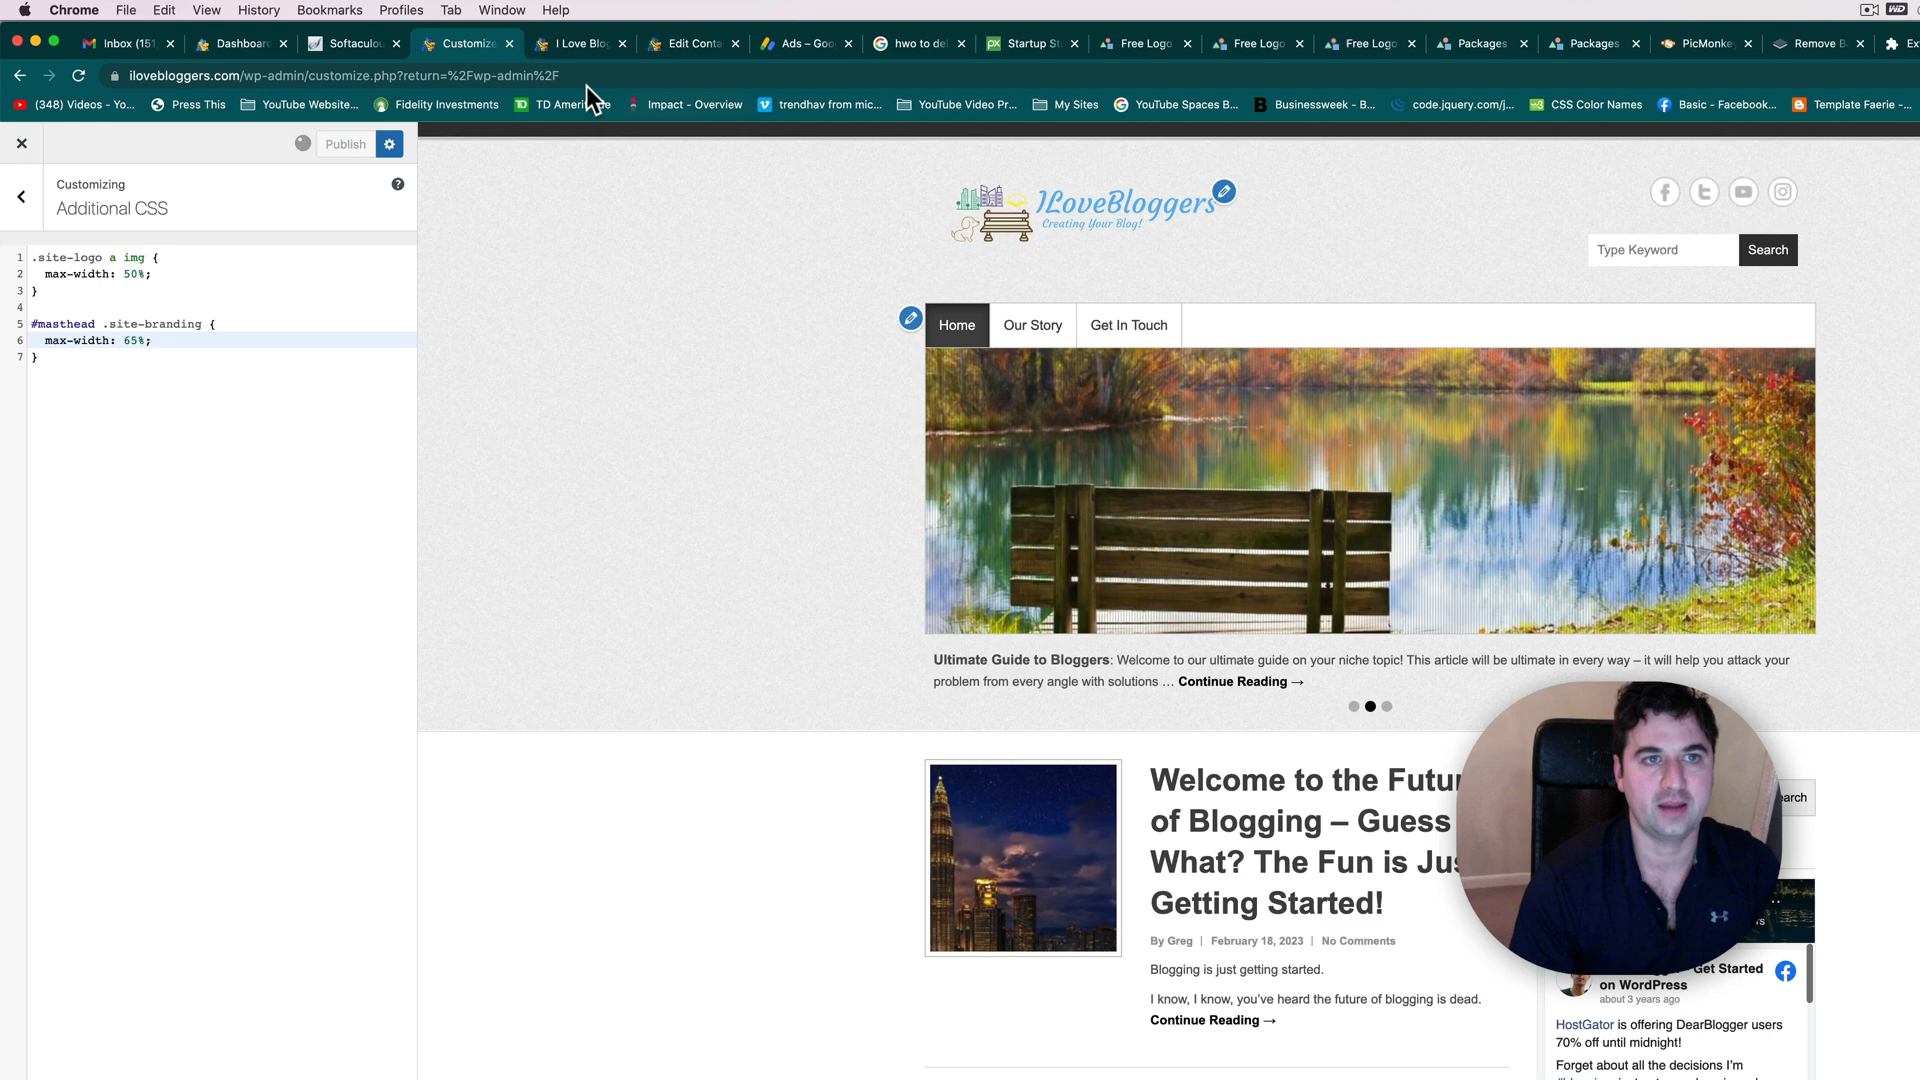 Chrome File Edit View History Bookmarks Profiles Tab Window Help
Inbox (151 Dashboard Softaculou Customize I Love Blog Edit Conta Ads – Goo hwo to del Startup St Free Logo Free Logo Free Logo Packages Packages PicMonke Remove B Ex
ilovebloggers.com/wp-admin/customize.php?return=%2Fwp-admin%2F
(348) Videos - Yo... Press This YouTube Website... Fidelity Investments Impact - Overview trendhav from mic... YouTube Video Pr... My Sites YouTube Spaces B... Businessweek - B... code.jquery.com/j... CSS Color Names Basic - Facebook... Template Faerie -...
Publish
Customizing
Additional CSS
1 .site-logo a img {
2 max-width: 50%;
3 }
4
5 #masthead .site-branding {
6 max-width: 65%;
7 }
ILoveBloggers
Creating Your Blog!
Type Keyword Search
Home Our Story Get In Touch
Ultimate Guide to Bloggers: Welcome to our ultimate guide on your niche topic! This article will be ultimate in every way – it will help you attack your
problem from every angle with solutions … Continue Reading →
Welcome to the Futu
of Blogging – Guess
What? The Fun is Jus
Getting Started!
By Greg | February 18, 2023 | No Comments
Blogging is just getting started.
I know, I know, you've heard the future of blogging is dead.
Continue Reading →
earch
Get Started
on WordPress
about 3 years ago
HostGator is offering DearBlogger users
70% off until midnight!
Forget about all the decisions I'm